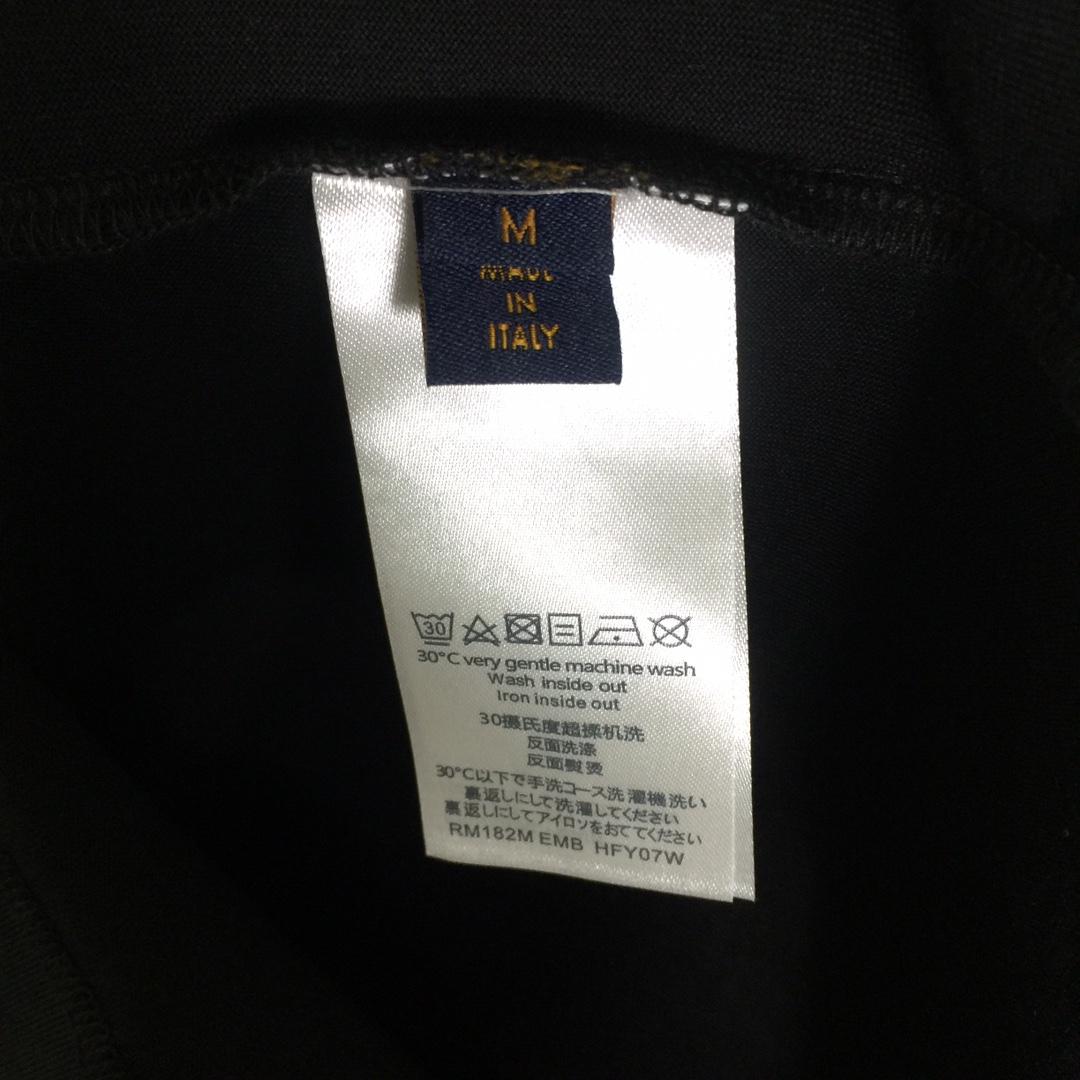 M
MADE
IN
ITALY
30
30°C very gentle machine wash
Wash inside out
Iron inside out
30摄氏度超揉机洗
反面洗涤
反面熨烫
30°C以下で手洗コース洗濯機洗い
裏返しにして洗濯してください
裏返しにしてアイロソをおててください
RM182M EMB HFY07W